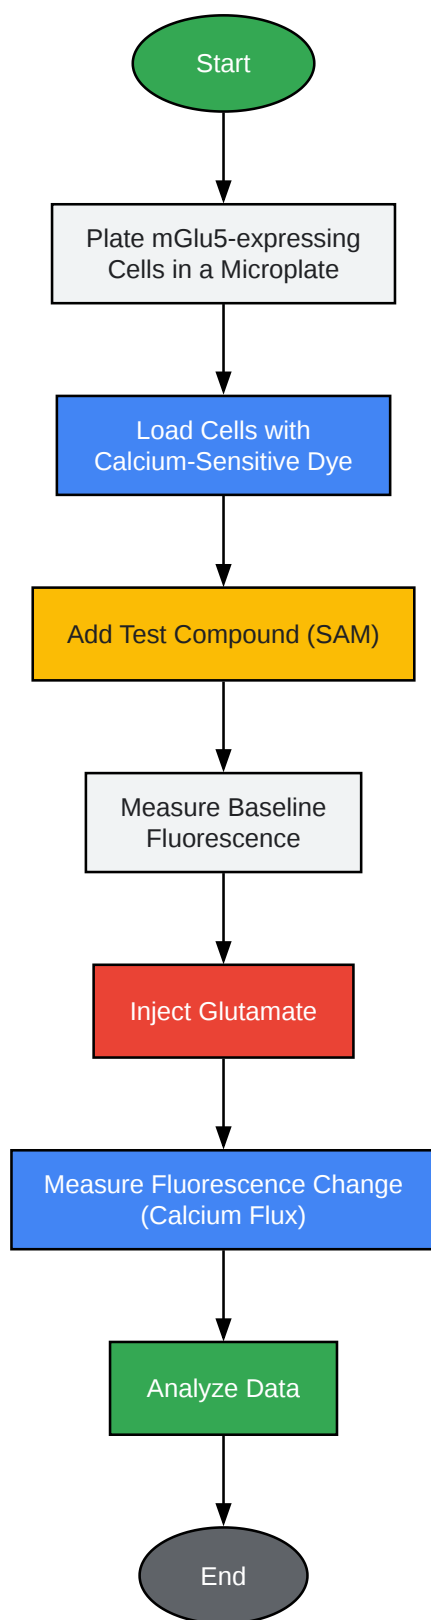 Start
Plate mGlu5-expressing
Cells in a Microplate
Load Cells with
Calcium-Sensitive Dye
Add Test Compound (SAM)
Measure Baseline
Fluorescence
Inject Glutamate
Measure Fluorescence Change
(Calcium Flux)
Analyze Data
End